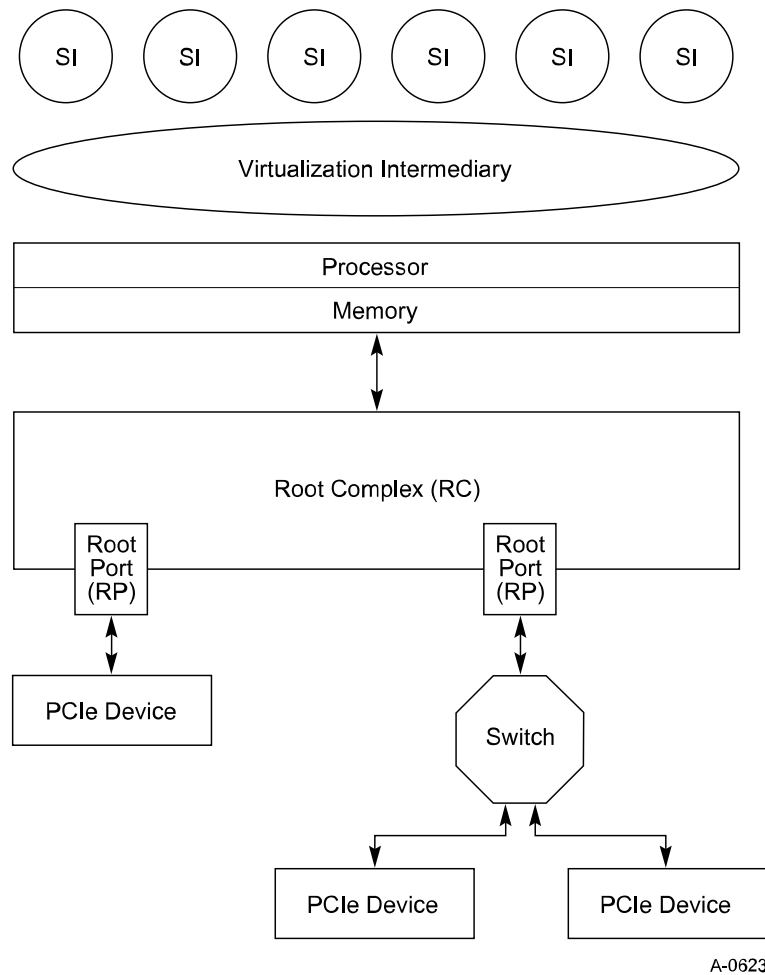 SI SI SI SI SI SI
Virtualization Intermediary
Processor
Memory
Root Complex (RC)
Root
Port
(RP)
Root
Port
(RP)
PCIe Device
Switch
PCIe Device
PCIe Device
A-0623